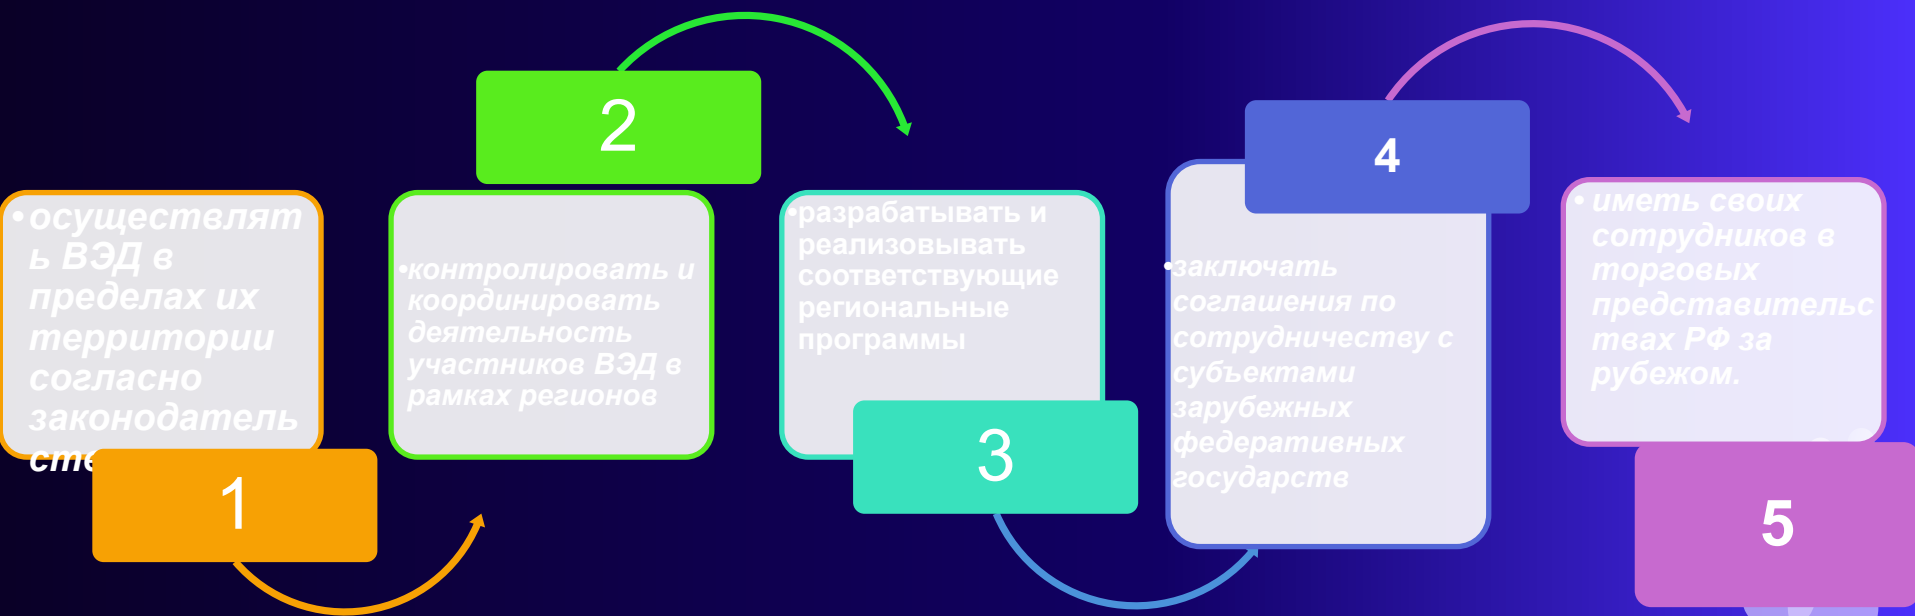 • осуществлят
ь ВЭД в
пределах их
территории
согласно
законодатель
сте
1
2
•контролировать и
координировать
деятельность
участников ВЭД в
рамках регионов
•разрабатывать и
реализовывать
соответствующие
региональные
программы
3
4
•заключать
соглашения по
сотрудничеству с
субъектами
зарубежных
федеративных
государств
• иметь своих
сотрудников в
торговых
представительс
твах РФ за
рубежом.
5